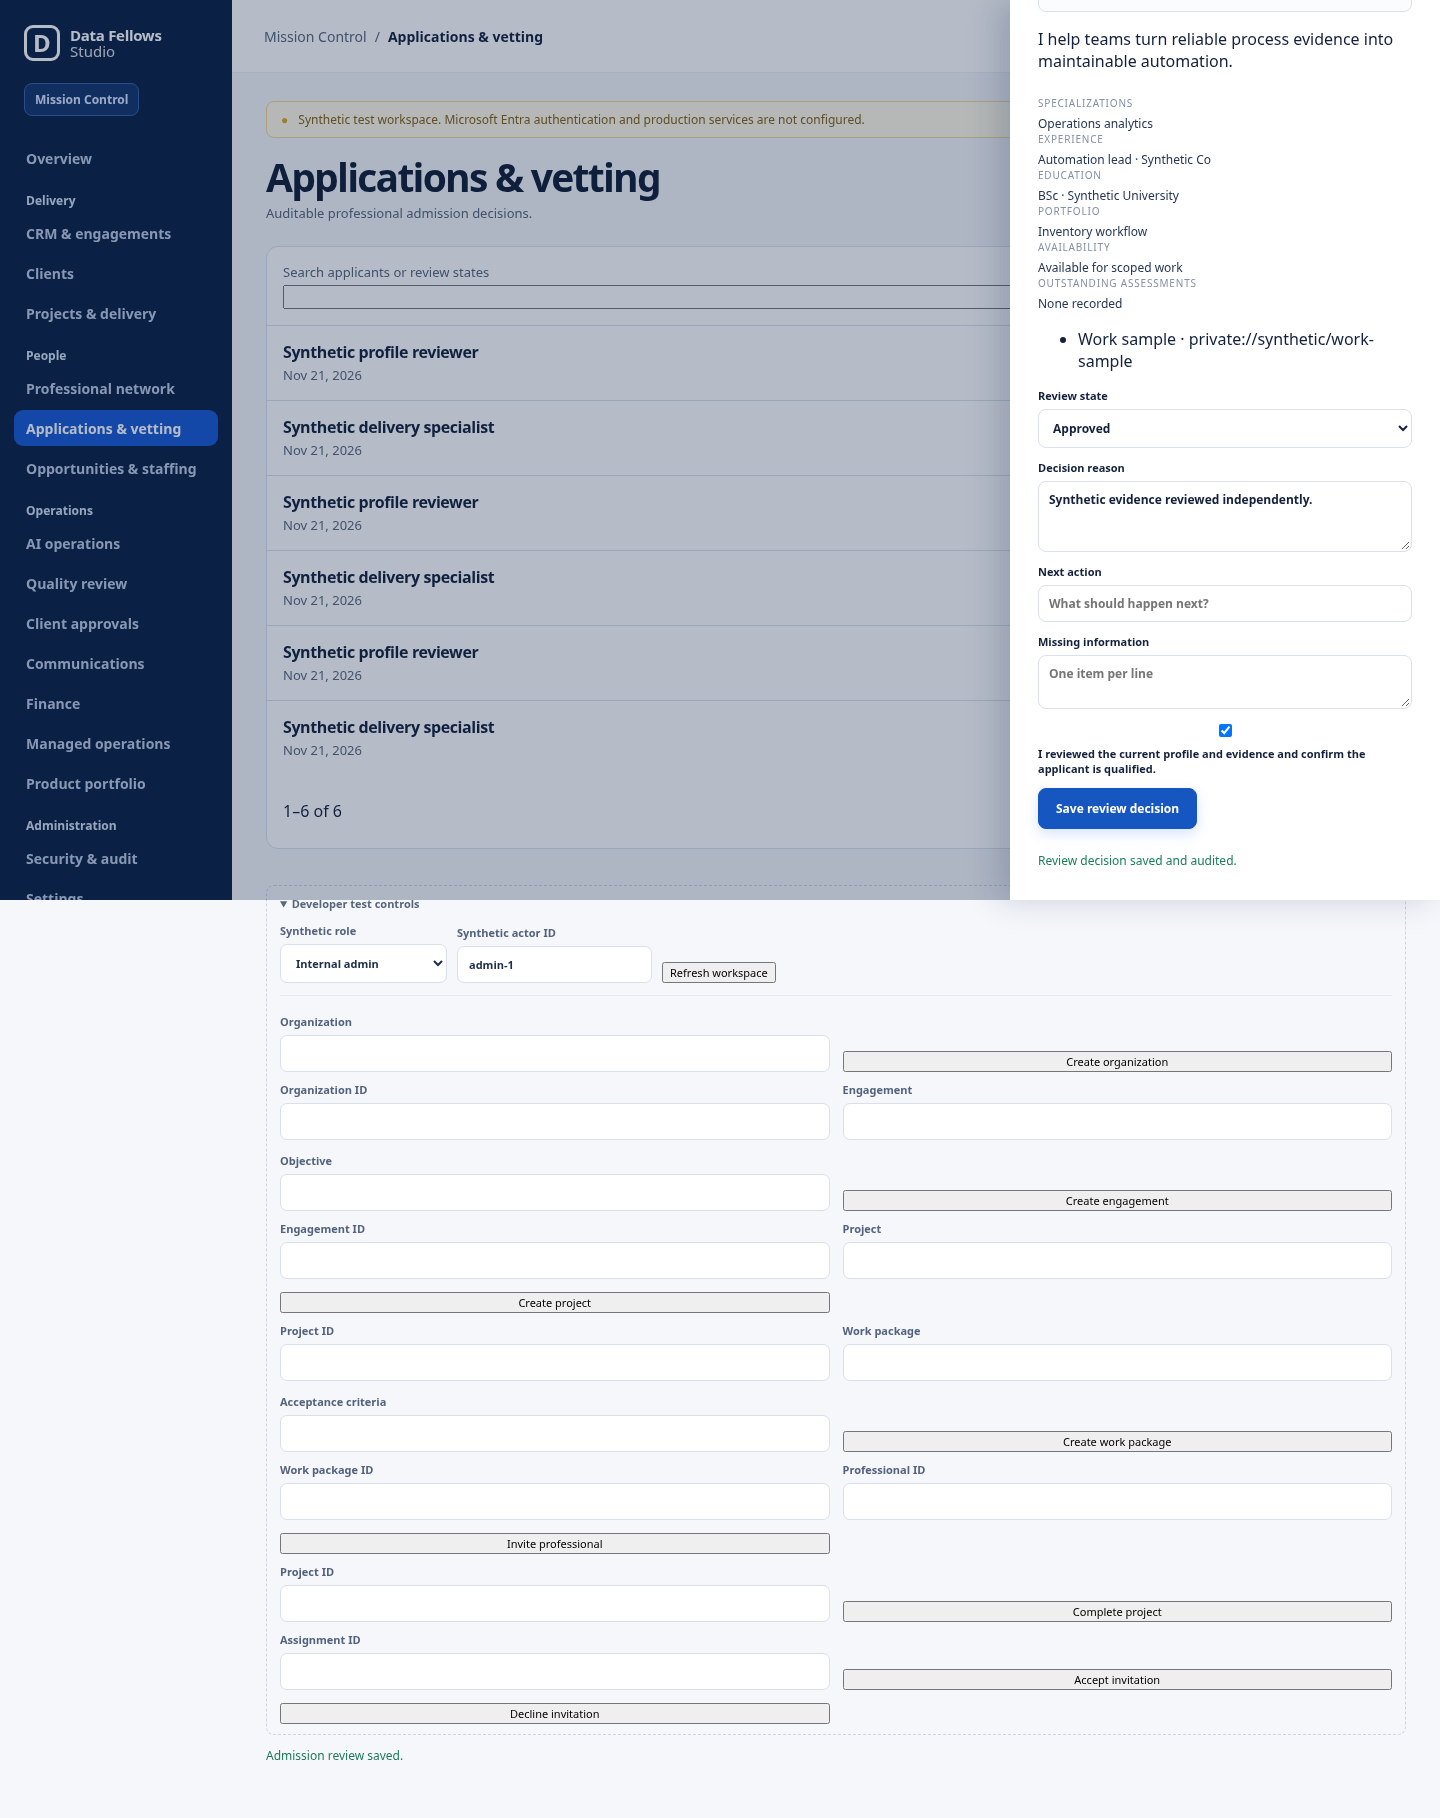 D
Data Fellows
Studio
Mission Control
Overview
Delivery
CRM & engagements
Clients
Projects & delivery
People
Professional network
Applications & vetting
Opportunities & staffing
Operations
AI operations
Quality review
Client approvals
Communications
Finance
Managed operations
Product portfolio
Administration
Security & audit
Settings
Mission Control / Applications & vetting
Synthetic test workspace. Microsoft Entra authentication and production services are not configured.
Applications & vetting
Auditable professional admission decisions.
Search applicants or review states
Synthetic profile reviewer
Nov 21, 2026
Synthetic delivery specialist
Nov 21, 2026
Synthetic profile reviewer
Nov 21, 2026
Synthetic delivery specialist
Nov 21, 2026
Synthetic profile reviewer
Nov 21, 2026
Synthetic delivery specialist
Nov 21, 2026
1–6 of 6
I help teams turn reliable process evidence into
maintainable automation.
SPECIALIZATIONS
Operations analytics
EXPERIENCE
Automation lead · Synthetic Co
EDUCATION
BSc · Synthetic University
PORTFOLIO
Inventory workflow
AVAILABILITY
Available for scoped work
OUTSTANDING ASSESSMENTS
None recorded
• Work sample · private://synthetic/work-
sample
Review state
Approved
Decision reason
Synthetic evidence reviewed independently.
Next action
What should happen next?
Missing information
One item per line
I reviewed the current profile and evidence and confirm the
applicant is qualified.
Save review decision
Review decision saved and audited.
▼ Developer test controls
Synthetic role
Internal admin
Synthetic actor ID
admin-1
Refresh workspace
Organization
Create organization
Organization ID
Engagement
Objective
Create engagement
Engagement ID
Project
Create project
Project ID
Work package
Acceptance criteria
Create work package
Work package ID
Professional ID
Invite professional
Project ID
Complete project
Assignment ID
Accept invitation
Decline invitation
Admission review saved.